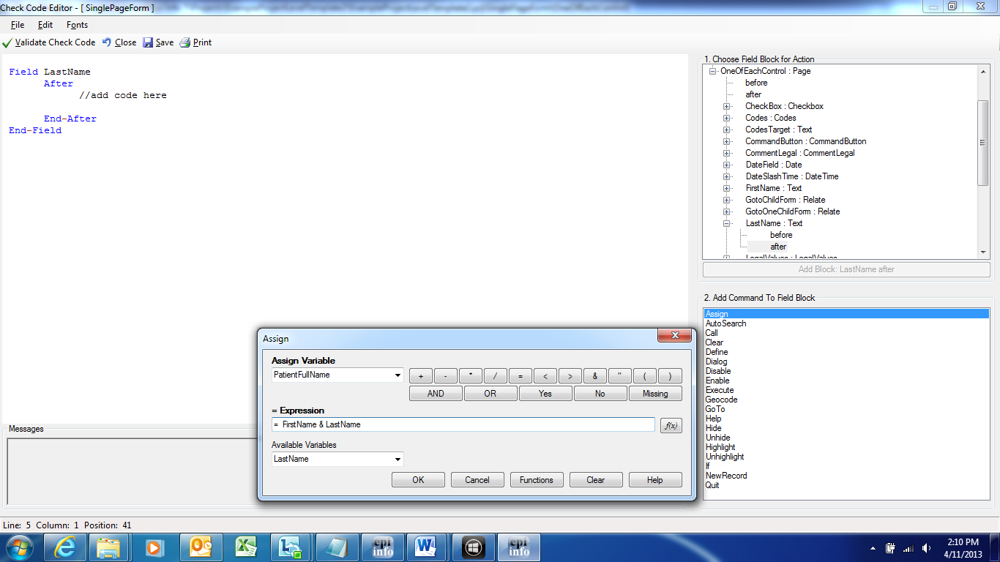 Check Code Editor - [ SinglePageForm ]
File Edit Fonts
Validate Check Code Close Save Print
Field LastName
After
//add code here
End-After
End-Field
1. Choose Field Block for Action
OneOfEachControl : Page
before
after
CheckBox : Checkbox
Codes : Codes
CodesTarget : Text
CommandButton : CommandButton
CommentLegal : CommentLegal
DateField : Date
DateSlashTime : DateTime
FirstName : Text
GotoChildForm : Relate
GotoOneChildForm : Relate
LastName : Text
before
after
LegalValues : LegalValues
Add Block: LastName after
2. Add Command To Field Block
Assign
AutoSearch
Call
Clear
Define
Dialog
Disable
Enable
Execute
Geocode
GoTo
Help
Hide
Unhide
Highlight
Unhighlight
If
NewRecord
Quit
Assign
Assign Variable
PatientFullName
+ - * / = < > & " ( )
AND OR Yes No Missing
= Expression
= FirstName & LastName
f(x)
Available Variables
LastName
OK Cancel Functions Clear Help
Messages
Line: 5 Column: 1 Position: 41
epi info
epi info
2:10 PM
4/11/2013